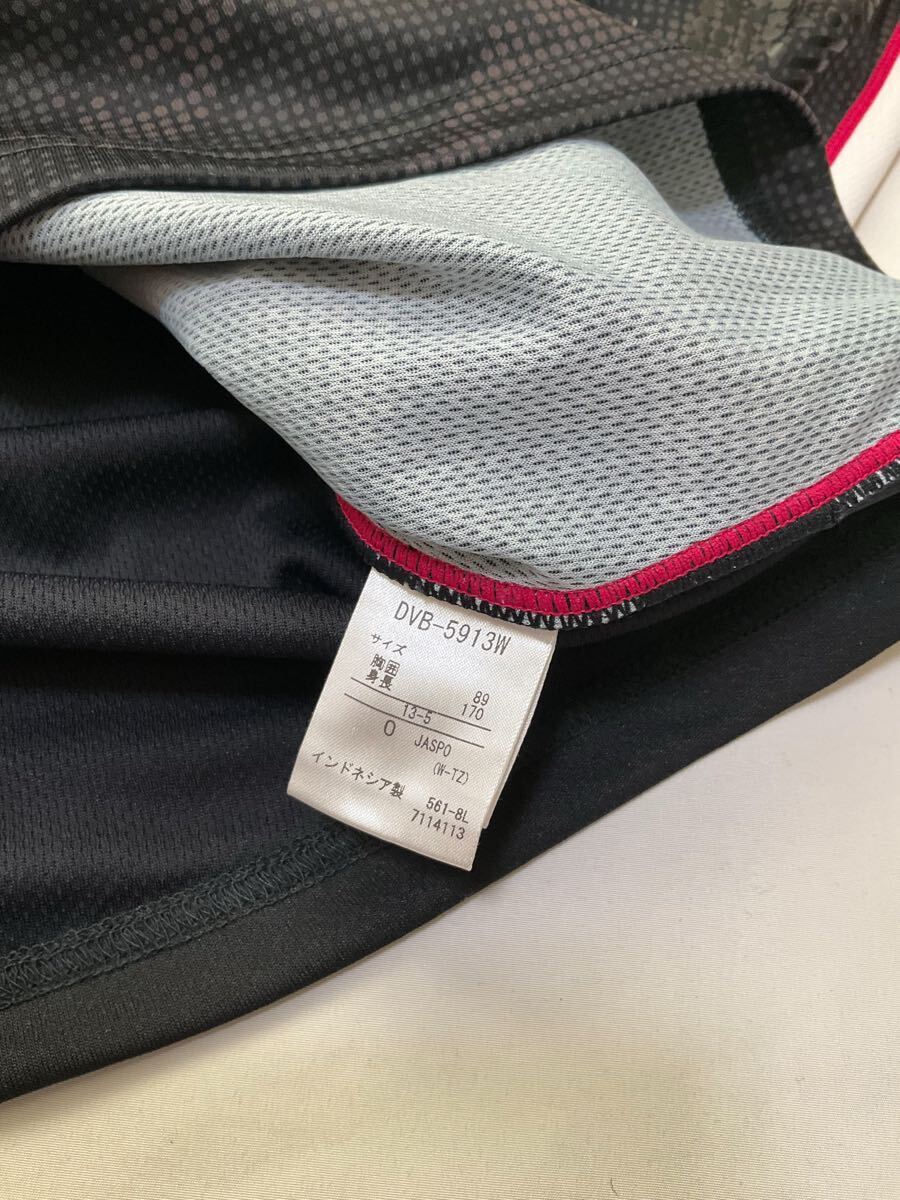 DVB-5913W
サイズ
胸囲 89
身長 170
13-5
O JASPO
(W-TZ)
インドネシア製
561-8L
7114113